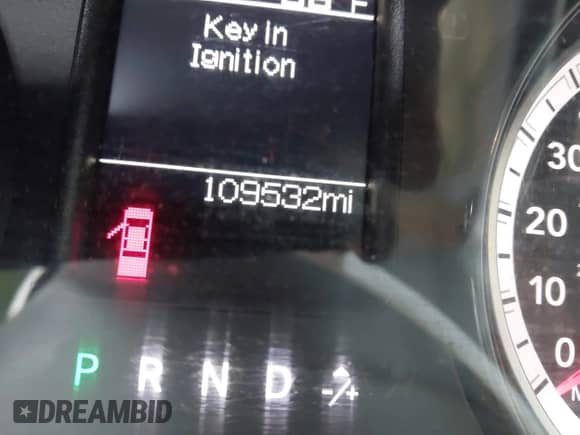 Key In
Ignition
109532mi
P R N D -/+
30
20
10
0
DREAMBID